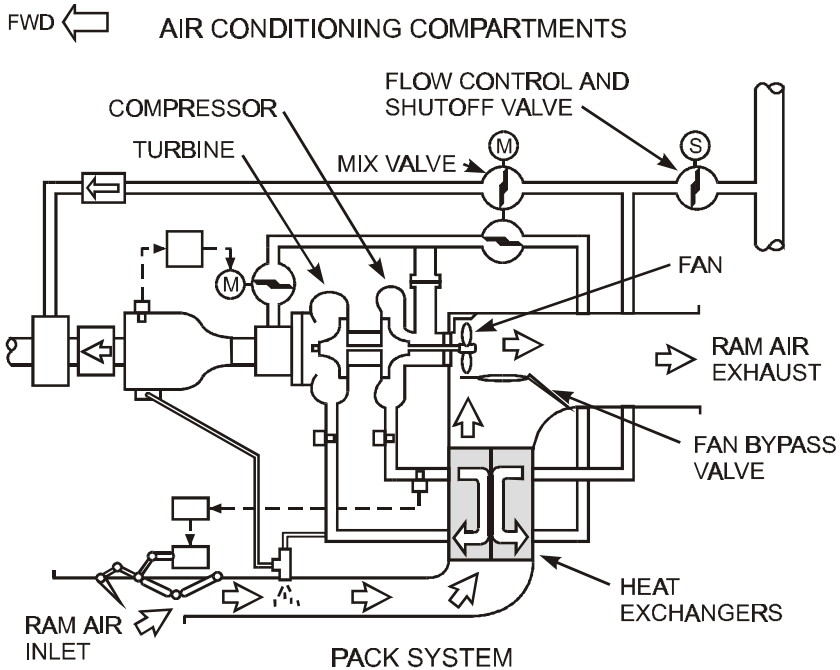 FWD
AIR CONDITIONING COMPARTMENTS
FLOW CONTROL AND
SHUTOFF VALVE
COMPRESSOR
TURBINE
MIX VALVE
M
S
M
FAN
RAM AIR
EXHAUST
FAN BYPASS
VALVE
HEAT
EXCHANGERS
RAM AIR
INLET
PACK SYSTEM